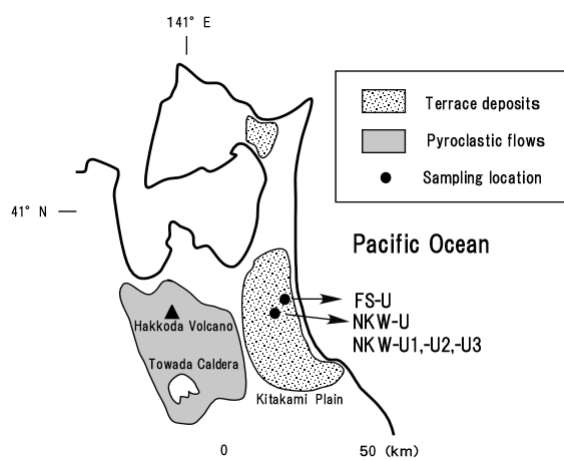 141° E
Terrace deposits
Pyroclastic flows
Sampling location
41° N
Pacific Ocean
FS-U
NKW-U
NKW-U1,-U2,-U3
Hakkoda Volcano
Towada Caldera
Kitakami Plain
0 50 (km)